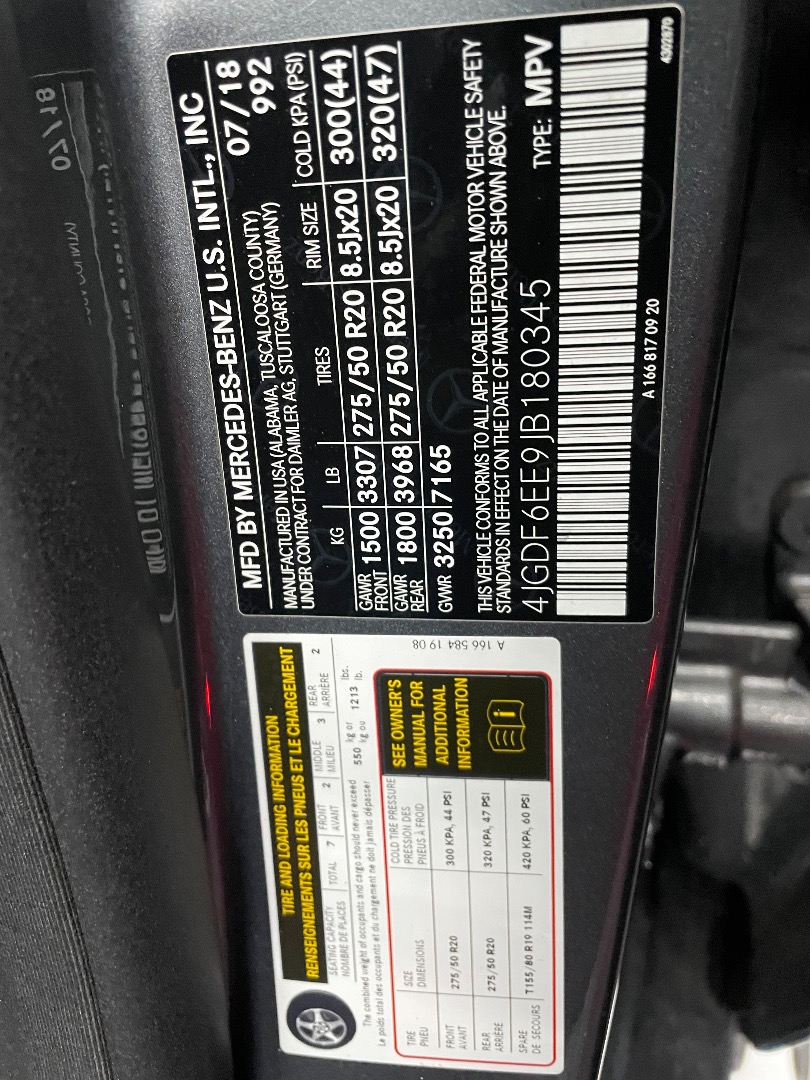 MFD BY MERCEDES-BENZ U.S. INTL., INC
MANUFACTURED IN USA (ALABAMA, TUSCALOOSA COUNTY) 07/18
UNDER CONTRACT FOR DAIMLER AG, STUTTGART (GERMANY) 992
KG LB TIRES RIM SIZE COLD KPA (PSI)
GAWR FRONT 1500 3307 275/50 R20 8.5Jx20 300(44)
GAWR REAR 1800 3968 275/50 R20 8.5Jx20 320(47)
GVWR 3250 7165
THIS VEHICLE CONFORMS TO ALL APPLICABLE FEDERAL MOTOR VEHICLE SAFETY
STANDARDS IN EFFECT ON THE DATE OF MANUFACTURE SHOWN ABOVE.
4JGDF6EE9JB180345 TYPE: MPV
A 166 817 09 20
4302870
TIRE AND LOADING INFORMATION
RENSEIGNEMENTS SUR LES PNEUS ET LE CHARGEMENT
SEATING CAPACITY TOTAL 7 FRONT 2 MIDDLE 3 REAR 2
NOMBRE DE PLACES AVANT MILIEU ARRIÈRE
The combined weight of occupants and cargo should never exceed 550 kg or 1213 lbs.
Le poids total des occupants et du chargement ne doit jamais dépasser kg ou lb.
TIRE SIZE COLD TIRE PRESSURE
PNEU DIMENSIONS PRESSION DES PNEUS À FROID
FRONT AVANT 275/50 R20 300 KPA, 44 PSI
REAR ARRIÈRE 275/50 R20 320 KPA, 47 PSI
SPARE DE SECOURS T155/80 R19 114M 420 KPA, 60 PSI
SEE OWNER'S
MANUAL FOR
ADDITIONAL
INFORMATION
A 166 584 19 08